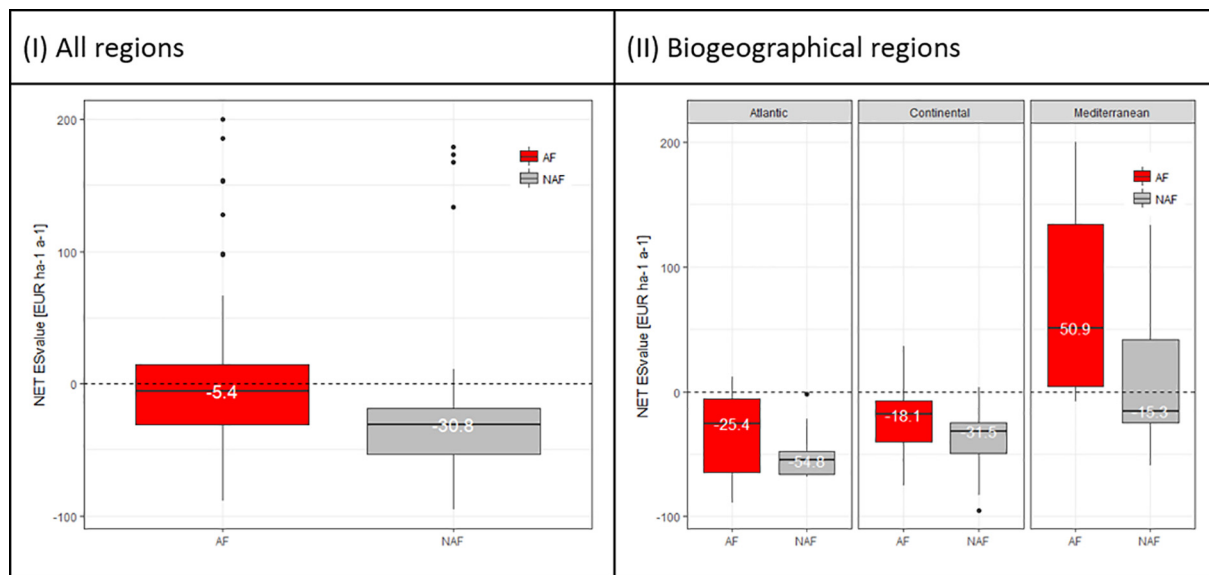 (I) All regions
NET ESvalue [EUR ha-1 a-1]
200
100
0
-100
AF
NAF
-5.4
-30.8
AF
NAF
(II) Biogeographical regions
Atlantic
Continental
Mediterranean
NET ESvalue [EUR ha-1 a-1]
200
100
0
-100
AF
NAF
-25.4
-54.8
-18.1
-31.5
50.9
-15.3
AF
NAF
AF
NAF
AF
NAF